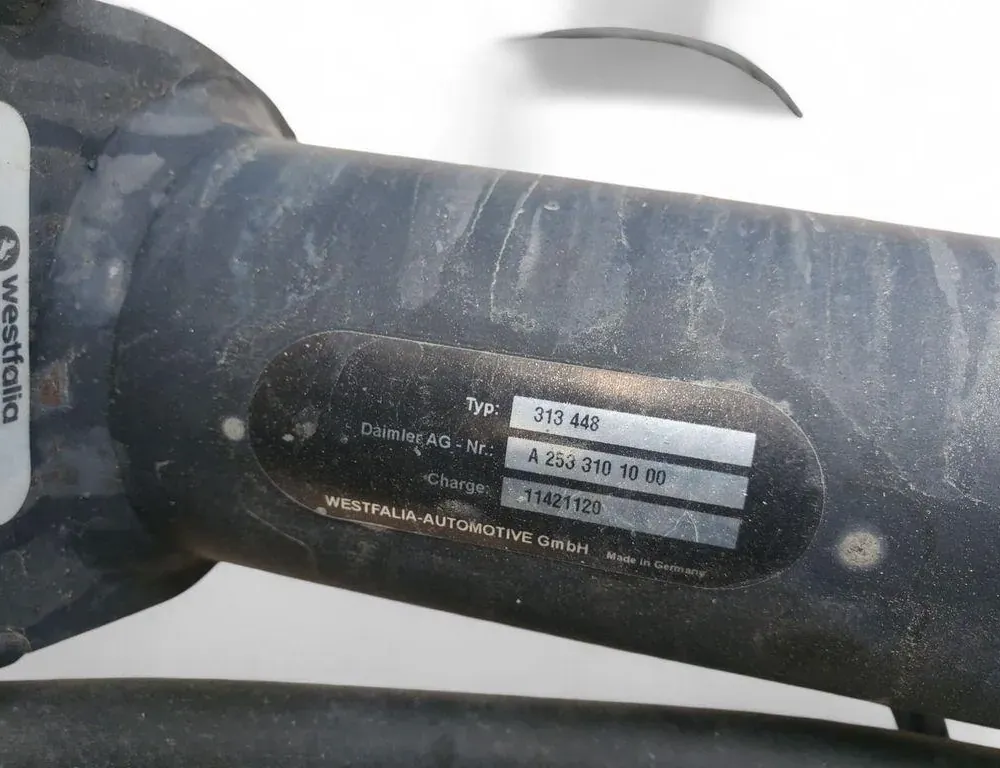 westfalia
Typ: 313 448
Daimler AG - Nr.: A 253 310 10 00
Charge: 11421120
WESTFALIA-AUTOMOTIVE GmbH Made in Germany